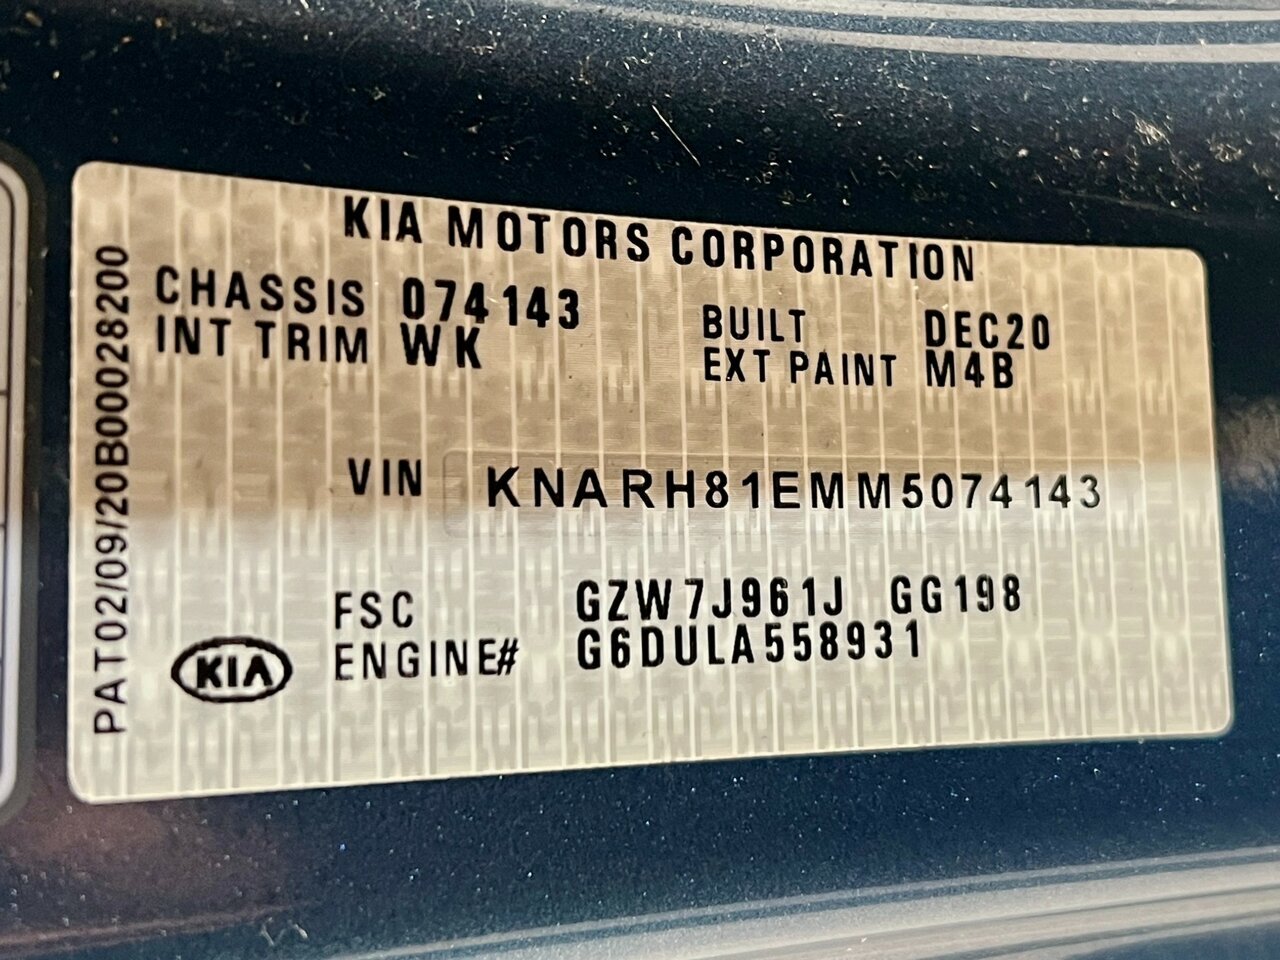 KIA MOTORS CORPORATION
CHASSIS 074143
INT TRIM WK
BUILT DEC20
EXT PAINT M4B
VIN KNARH81EMM5074143
FSC GZW7J961J GG198
ENGINE# G6DULA558931
KIA
PAT02/09/20B00028200